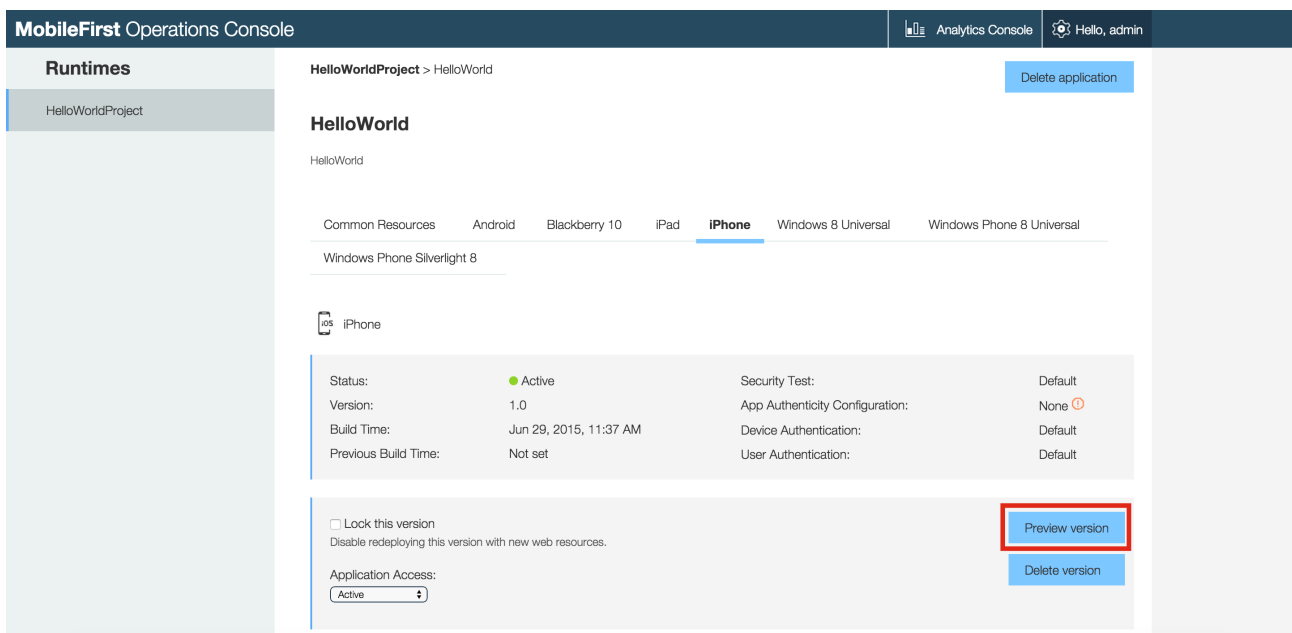 MobileFirst Operations Console
Analytics Console
Hello, admin
Runtimes
HelloWorldProject
HelloWorldProject > HelloWorld
Delete application
HelloWorld
HelloWorld
Common Resources Android Blackberry 10 iPad iPhone Windows 8 Universal Windows Phone 8 Universal
Windows Phone Silverlight 8
iOS iPhone
Status: Active Security Test: Default
Version: 1.0 App Authenticity Configuration: None
Build Time: Jun 29, 2015, 11:37 AM Device Authentication: Default
Previous Build Time: Not set User Authentication: Default
Lock this version
Preview version
Disable redeploying this version with new web resources.
Delete version
Application Access:
Active